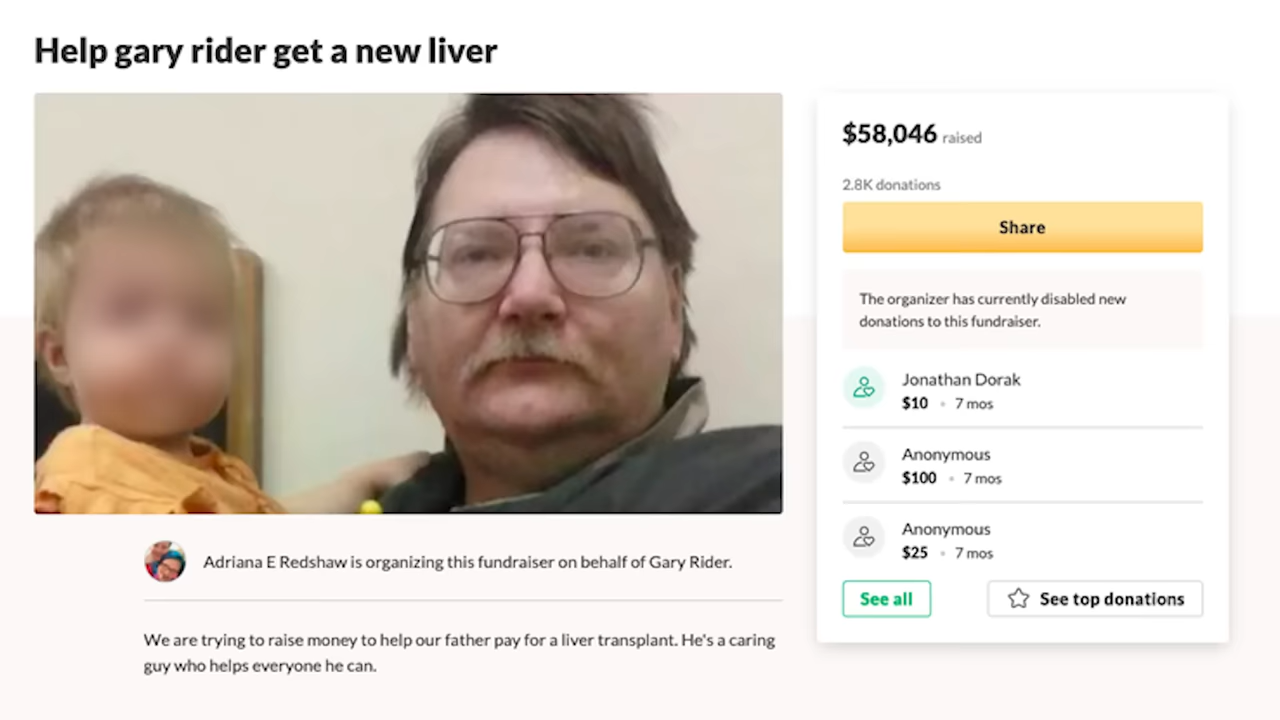 Help gary rider get a new liver
$58,046 raised
2.8K donations
Share
The organizer has currently disabled new
donations to this fundraiser.
Jonathan Dorak
$10 • 7 mos
Anonymous
$100 • 7 mos
Anonymous
$25 • 7 mos
See all
See top donations
Adriana E Redshaw is organizing this fundraiser on behalf of Gary Rider.
We are trying to raise money to help our father pay for a liver transplant. He's a caring
guy who helps everyone he can.